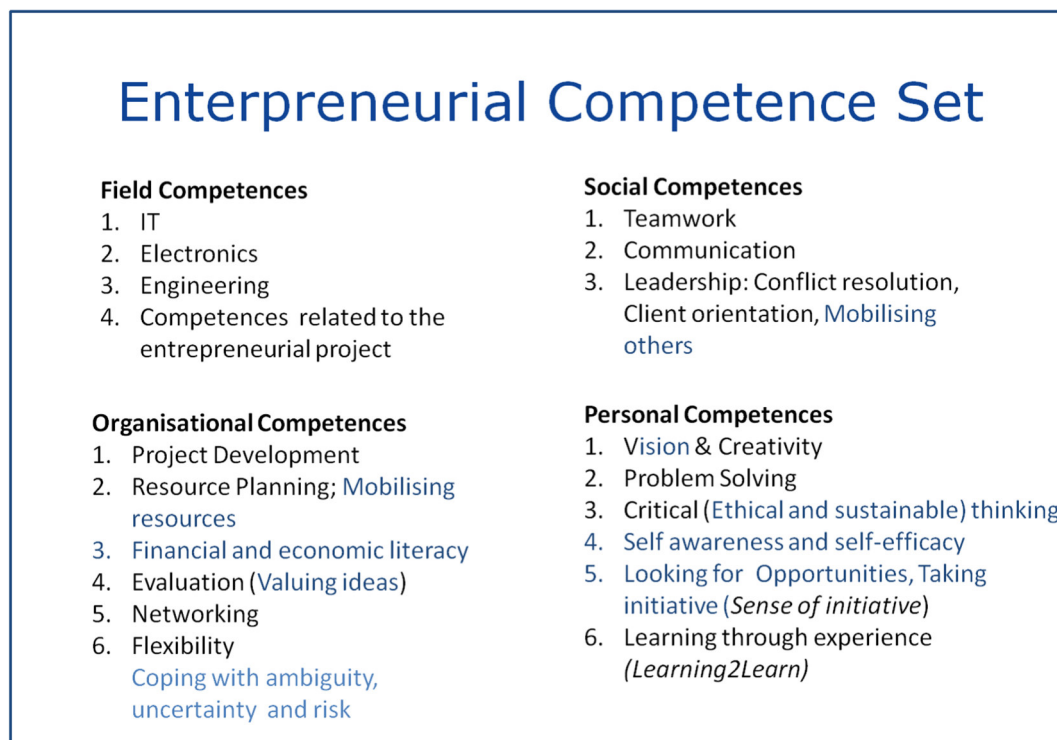 Enterpreneurial Competence Set
Field Competences
1. IT
2. Electronics
3. Engineering
4. Competences related to the
entrepreneurial project
Social Competences
1. Teamwork
2. Communication
3. Leadership: Conflict resolution,
Client orientation, Mobilising
others
Organisational Competences
1. Project Development
2. Resource Planning; Mobilising
resources
3. Financial and economic literacy
4. Evaluation (Valuing ideas)
5. Networking
6. Flexibility
Coping with ambiguity,
uncertainty and risk
Personal Competences
1. Vision & Creativity
2. Problem Solving
3. Critical (Ethical and sustainable) thinking
4. Self awareness and self-efficacy
5. Looking for Opportunities, Taking
initiative (Sense of initiative)
6. Learning through experience
(Learning2Learn)